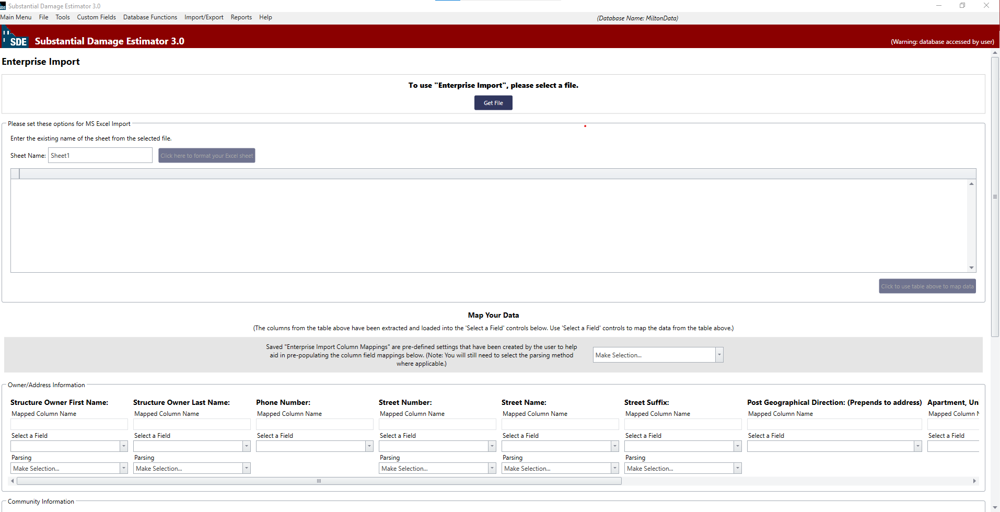 Substantial Damage Estimator 3.0
Main Menu File Tools Custom Fields Database Functions Import/Export Reports Help (Database Name: MiltonData)
SDE Substantial Damage Estimator 3.0 (Warning: database accessed by user)
Enterprise Import
To use "Enterprise Import", please select a file.
Get File
Please set these options for MS Excel Import
Enter the existing name of the sheet from the selected file.
Sheet Name: Sheet1 Click here to format your Excel sheet
Click to use table above to map data
Map Your Data
(The columns from the table above have been extracted and loaded into the 'Select a Field' controls below. Use 'Select a Field' controls to map the data from the table above.)
Saved "Enterprise Import Column Mappings" are pre-defined settings that have been created by the user to help
aid in pre-populating the column field mappings below. (Note: You will still need to select the parsing method
where applicable.)
Make Selection...
Owner/Address Information
Structure Owner First Name: Structure Owner Last Name: Phone Number: Street Number: Street Name: Street Suffix: Post Geographical Direction: (Prepends to address) Apartment, Un
Mapped Column Name Mapped Column Name Mapped Column Name Mapped Column Name Mapped Column Name Mapped Column Name Mapped Column Name Mapped Column N
Select a Field Select a Field Select a Field Select a Field Select a Field Select a Field Select a Field Select a Field
Parsing Parsing Parsing Parsing Parsing
Make Selection... Make Selection... Make Selection... Make Selection... Make Selection...
Community Information